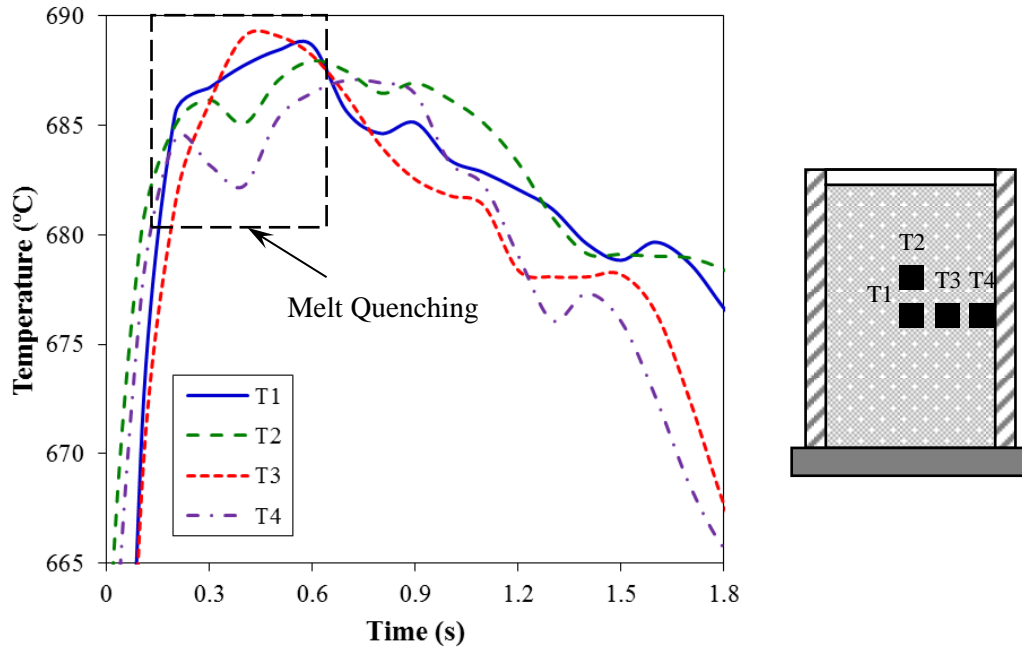 690
685
680
675
670
665
Temperature (°C)
0
0.3
0.6
0.9
1.2
1.5
1.8
Time (s)
Melt Quenching
T1
T2
T3
T4
T2
T1
T3
T4